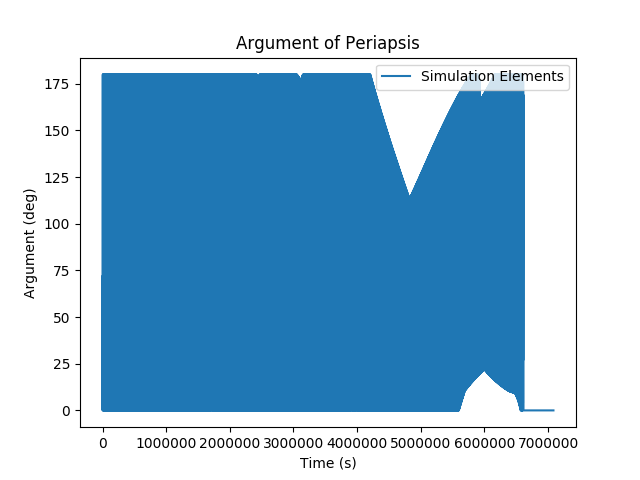 Argument of Periapsis
Simulation Elements
Argument (deg)
175
150
125
100
75
50
25
0
0 1000000 2000000 3000000 4000000 5000000 6000000 7000000
Time (s)